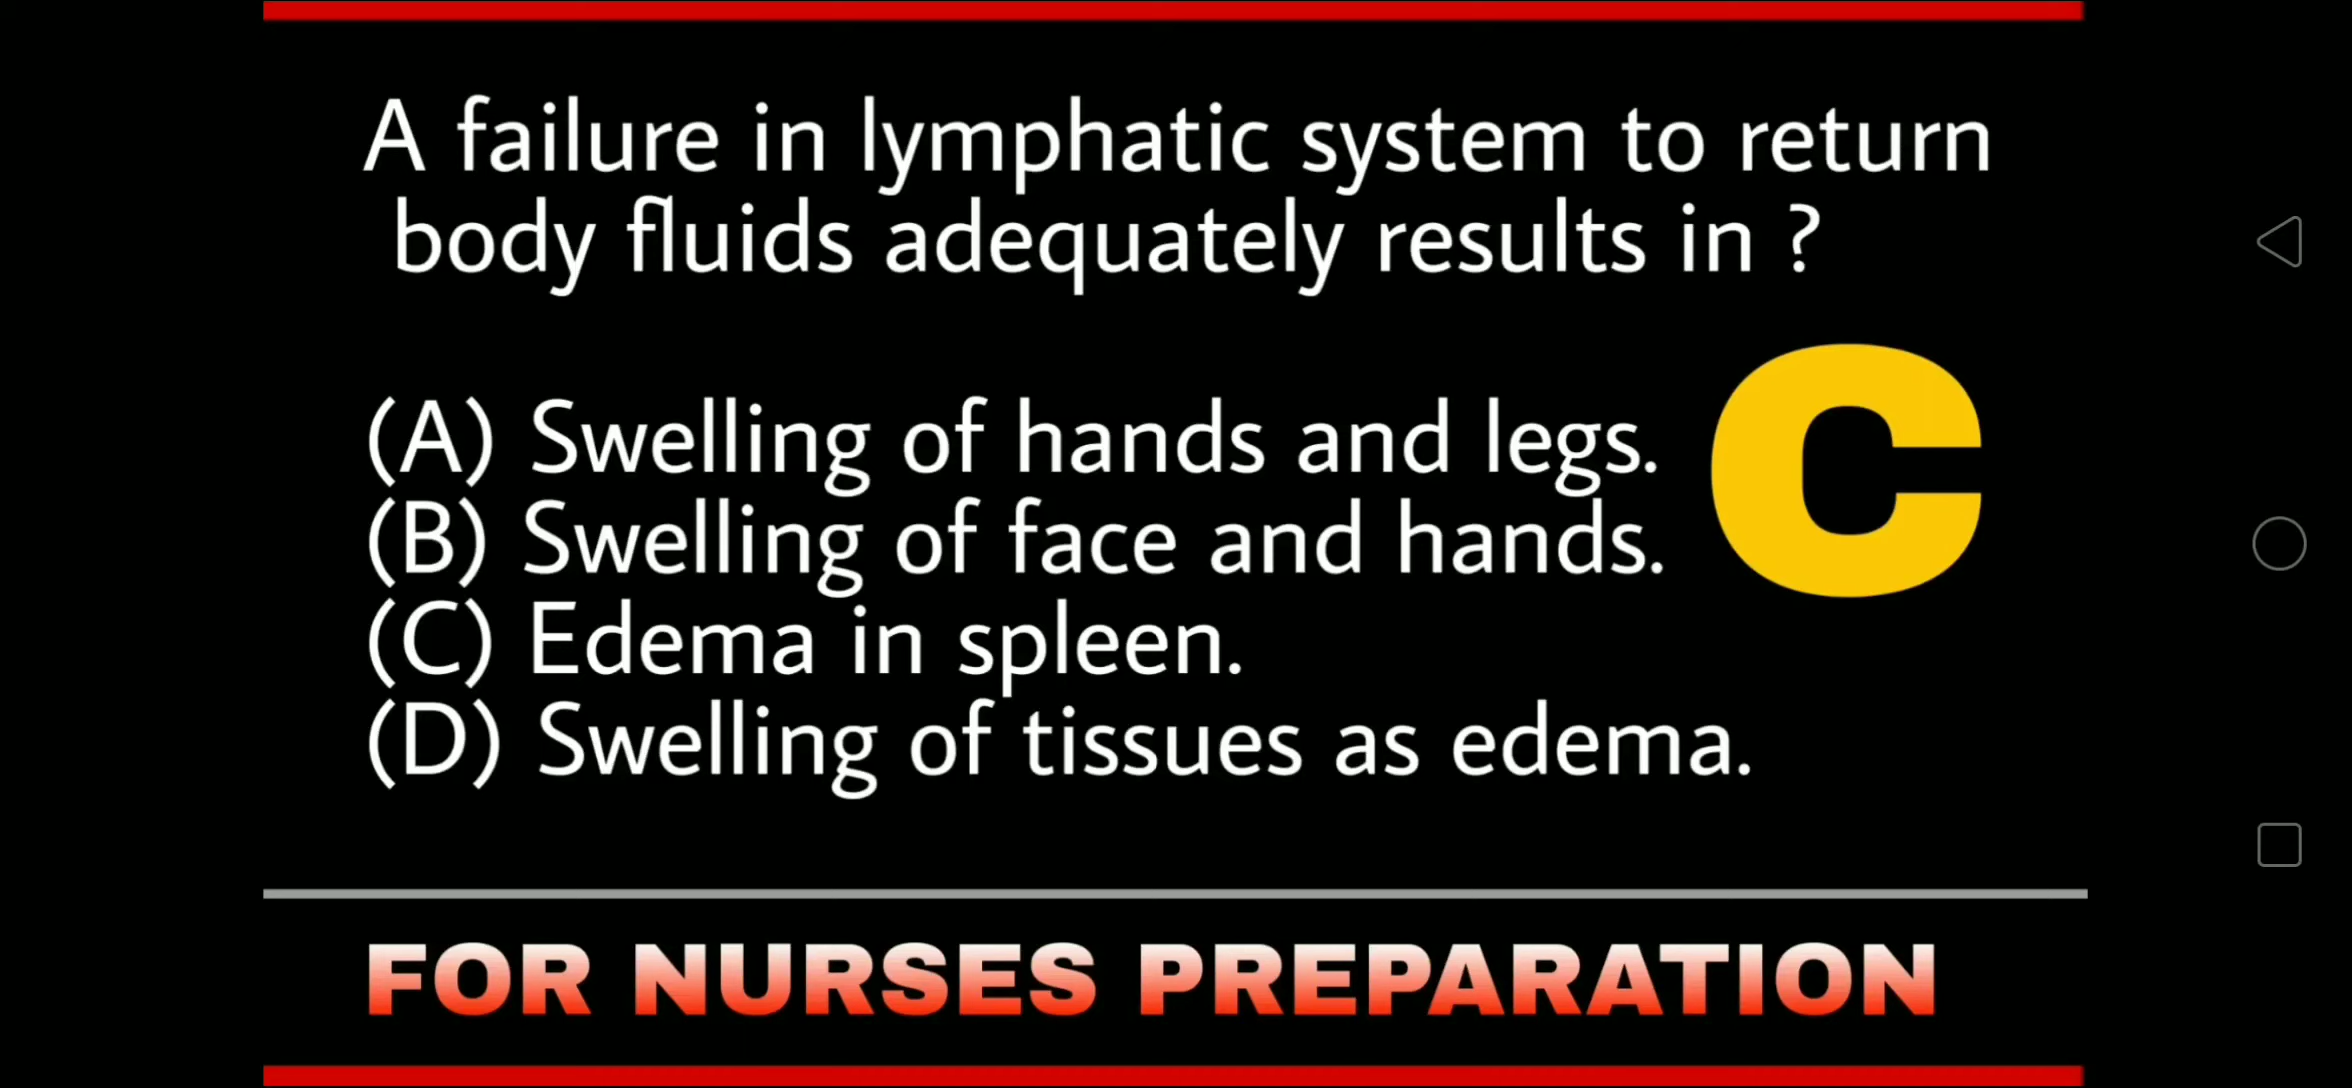 A failure in lymphatic system to return
body fluids adequately results in ?
(A) Swelling of hands and legs.
(B) Swelling of face and hands.
(C) Edema in spleen.
(D) Swelling of tissues as edema.
C
FOR NURSES PREPARATION